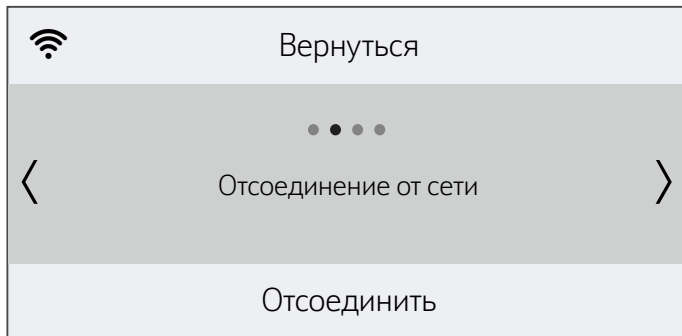 Вернуться
Отсоединение от сети
Отсоединить